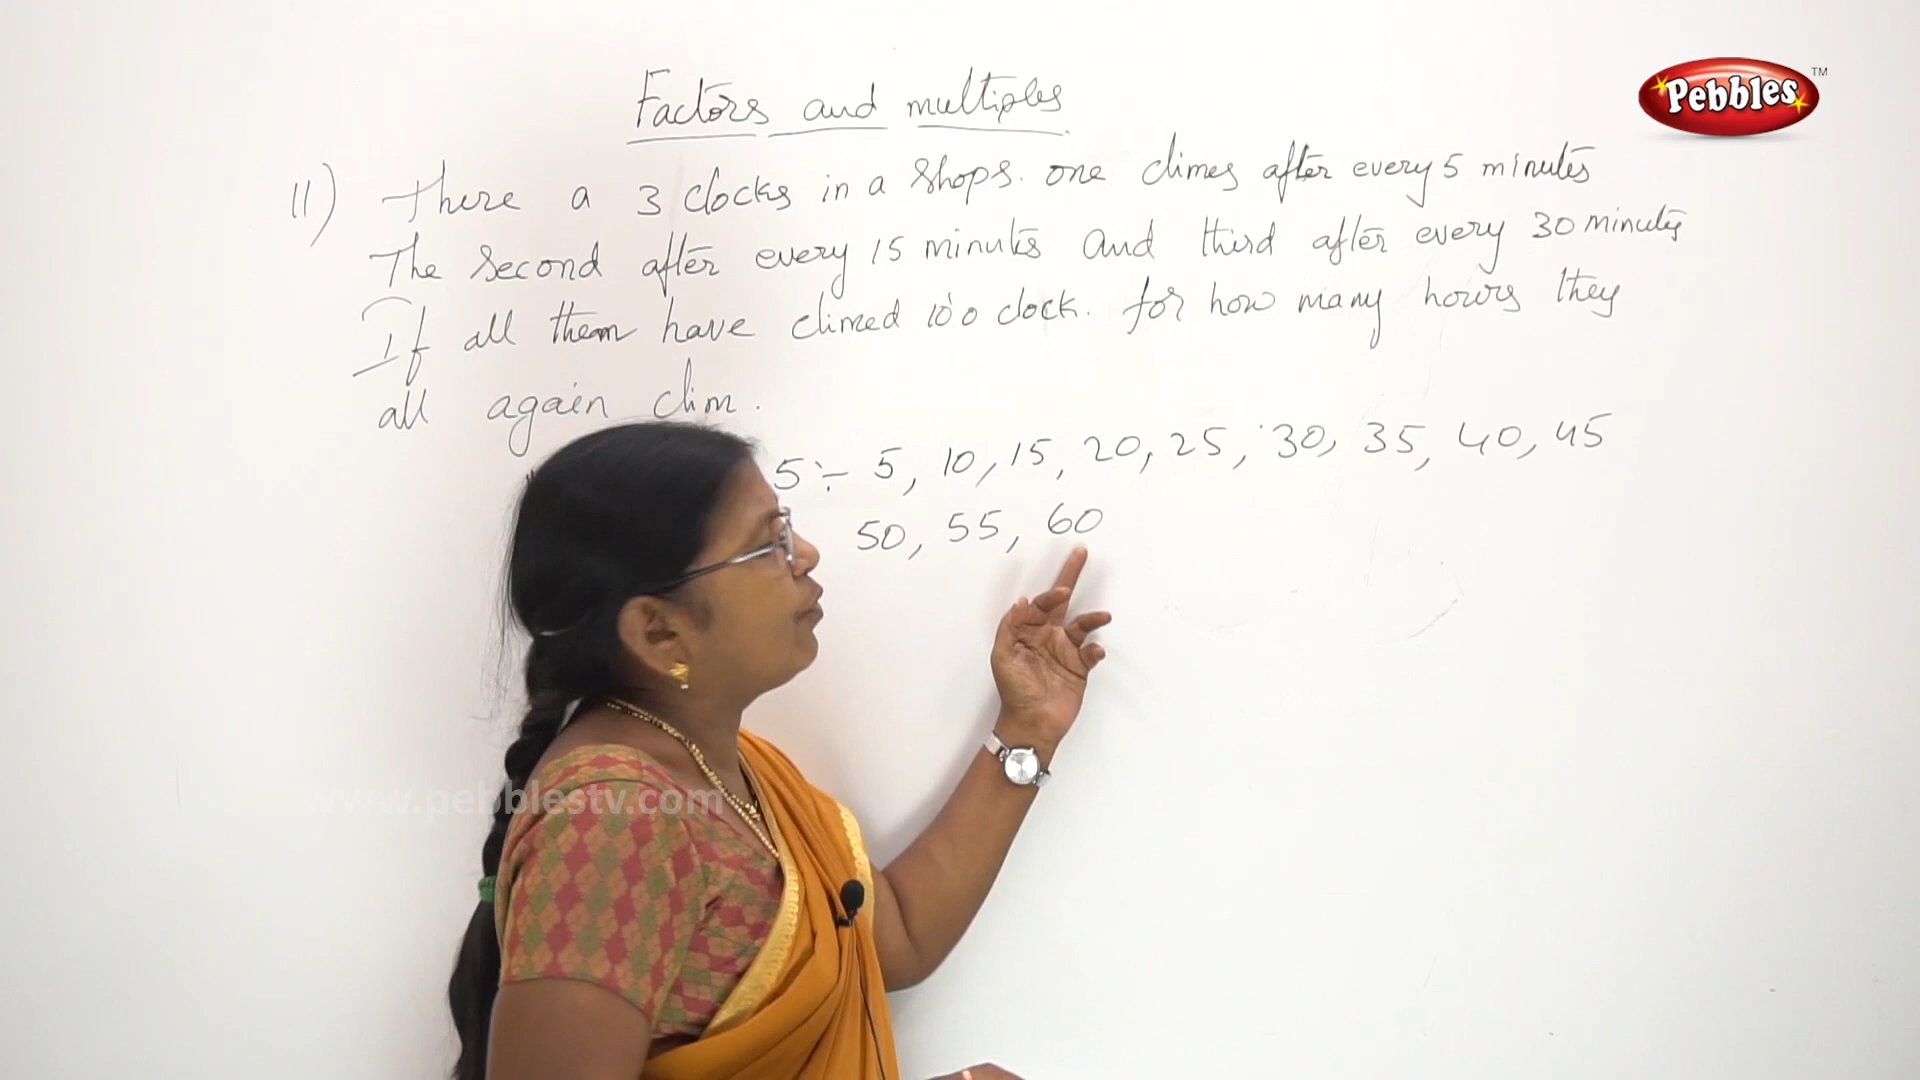 Pebbles TM
Factors and multiples
11) There a 3 clocks in a shops. one climes after every 5 minutes
The Second after every 15 minutes and third after every 30 minutes
If all them have climed 10'o clock. for how many hours they
all again clim.
5 :- 5, 10, 15, 20, 25, 30, 35, 40, 45
50, 55, 60
www.pebblestv.com